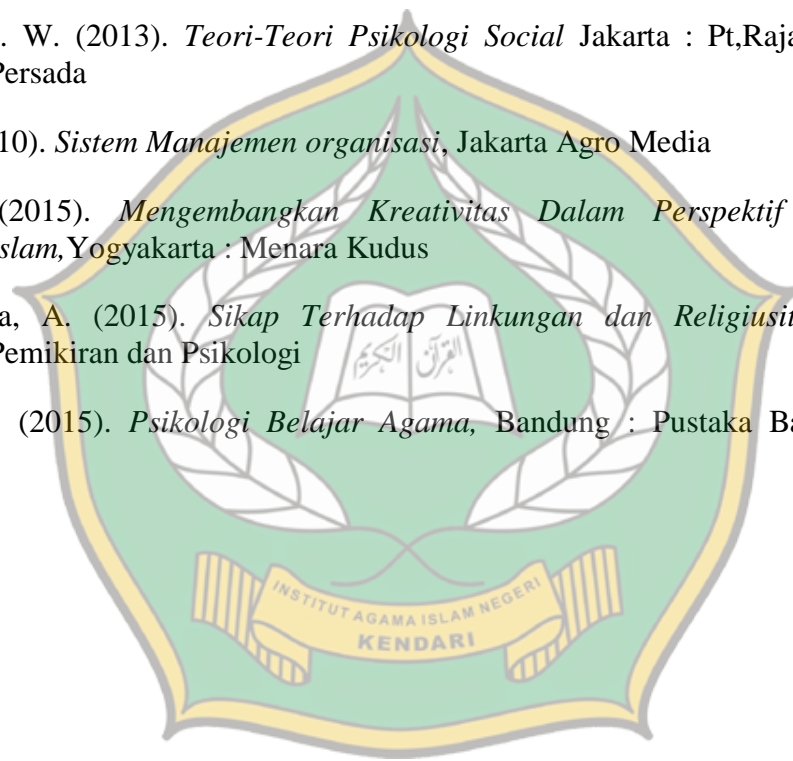 . W. (2013). Teori-Teori Psikologi Social Jakarta : Pt,Raja
Persada
10). Sistem Manajemen organisasi, Jakarta Agro Media
(2015). Mengembangkan Kreativitas Dalam Perspektif
slam,Yogyakarta : Menara Kudus
a, A. (2015). Sikap Terhadap Linkungan dan Religiusit
Pemikiran dan Psikologi
القرآن الكريم
(2015). Psikologi Belajar Agama, Bandung : Pustaka Ba
INSTITUT AGAMA ISLAM NEGERI
KENDARI